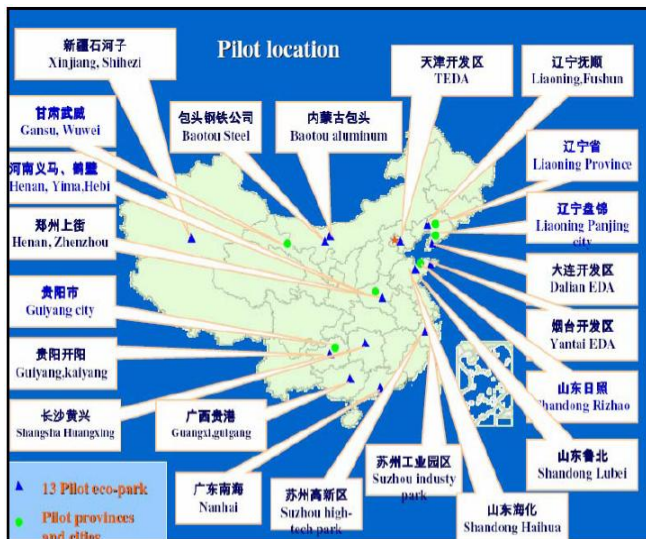 Pilot location
新疆石河子
Xinjiang, Shihezi
甘肃武威
Gansu, Wuwei
河南义马、鹤壁
Henan, Yima,Hebi
郑州上街
Henan, Zhenzhou
贵阳市
Guiyang city
贵阳开阳
Guiyang,kaiyang
长沙黄兴
Shangsha Huangxing
包头钢铁公司
Baotou Steel
内蒙古包头
Baotou aluminum
天津开发区
TEDA
辽宁抚顺
Liaoning,Fushun
辽宁省
Liaoning Province
辽宁盘锦
Liaoning Panjing
city
大连开发区
Dalian EDA
烟台开发区
Yantai EDA
山东日照
Shandong Rizhao
山东鲁北
Shandong Lubei
山东海化
Shandong Haihua
苏州工业园区
Suzhou industy
park
苏州高新区
Suzhou high-
tech park
广东南海
Nanhai
广西贵港
Guangxi,guigang
13 Pilot eco-park
Pilot provinces
and cities